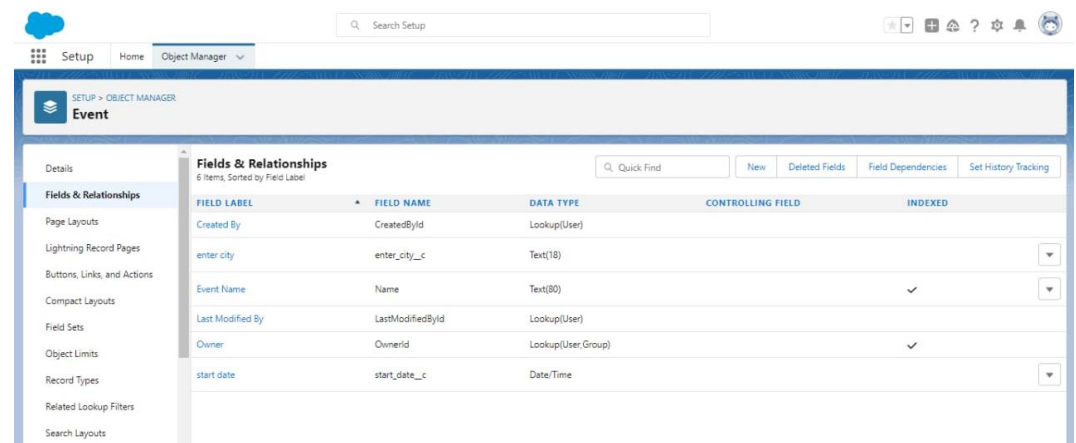 Search Setup
Setup Home Object Manager
SETUP > OBJECT MANAGER
Event
Details
Fields & Relationships
Page Layouts
Lightning Record Pages
Buttons, Links, and Actions
Compact Layouts
Field Sets
Object Limits
Record Types
Related Lookup Filters
Search Layouts
Fields & Relationships
6 Items, Sorted by Field Label
Quick Find New Deleted Fields Field Dependencies Set History Tracking
FIELD LABEL FIELD NAME DATA TYPE CONTROLLING FIELD INDEXED
Created By CreatedById Lookup(User)
enter city enter_city__c Text(18)
Event Name Name Text(80)
Last Modified By LastModifiedById Lookup(User)
Owner OwnerId Lookup(User,Group)
start date start_date__c Date/Time